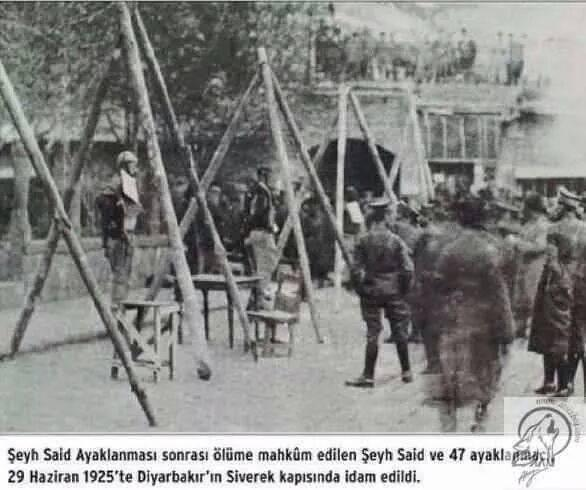 Şeyh Said Ayaklanması sonrası ölüme mahkûm edilen Şeyh Said ve 47
29 Haziran 1925'te Diyarbakır'ın Siverek kapısında idam edildi.